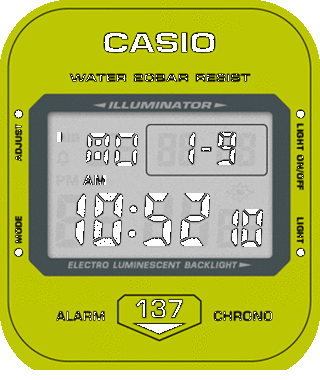 CASIO
WATER 20BAR RESIST
ILLUMINATOR
ADJUST
LIGHT ON/OFF
MO 1-9
AM
10:52 10
MODE
LIGHT
ELECTRO LUMINESCENT BACKLIGHT
ALARM 137 CHRONO